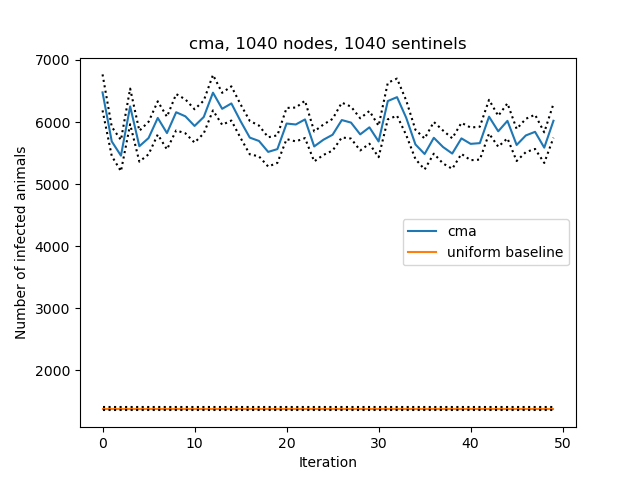 cma, 1040 nodes, 1040 sentinels
7000
6000
5000
4000
3000
2000
Number of infected animals
cma
uniform baseline
0
10
20
30
40
50
Iteration